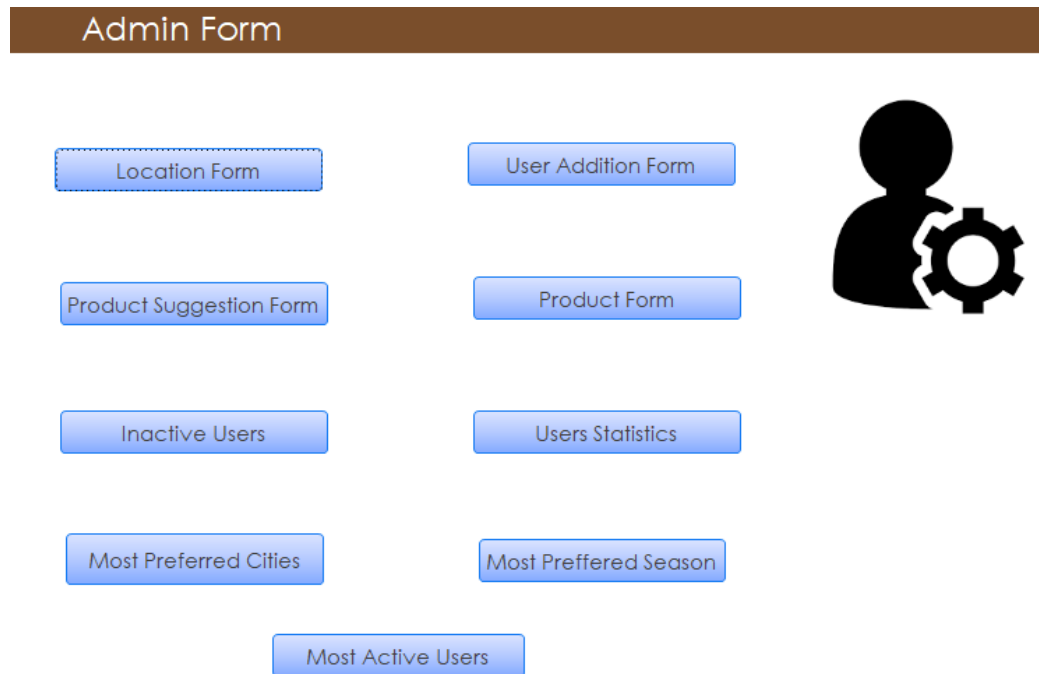 Admin Form
Location Form
User Addition Form
Product Suggestion Form
Product Form
Inactive Users
Users Statistics
Most Preferred Cities
Most Preffered Season
Most Active Users